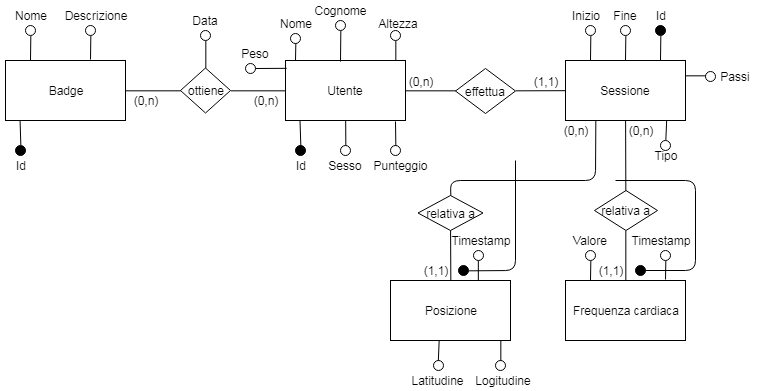 Cognome
Nome
Descrizione
Data
Nome
Altezza
Inizio
Fine
Id
Peso
Badge
ottiene
Utente
effettua
Sessione
Passi
(0,n)
(0,n)
(0,n)
(1,1)
(0,n)
(0,n)
Id
Id
Sesso
Punteggio
Tipo
relativa a
relativa a
Timestamp
Valore
Timestamp
(1,1)
(1,1)
Posizione
Frequenza cardiaca
Latitudine
Logitudine